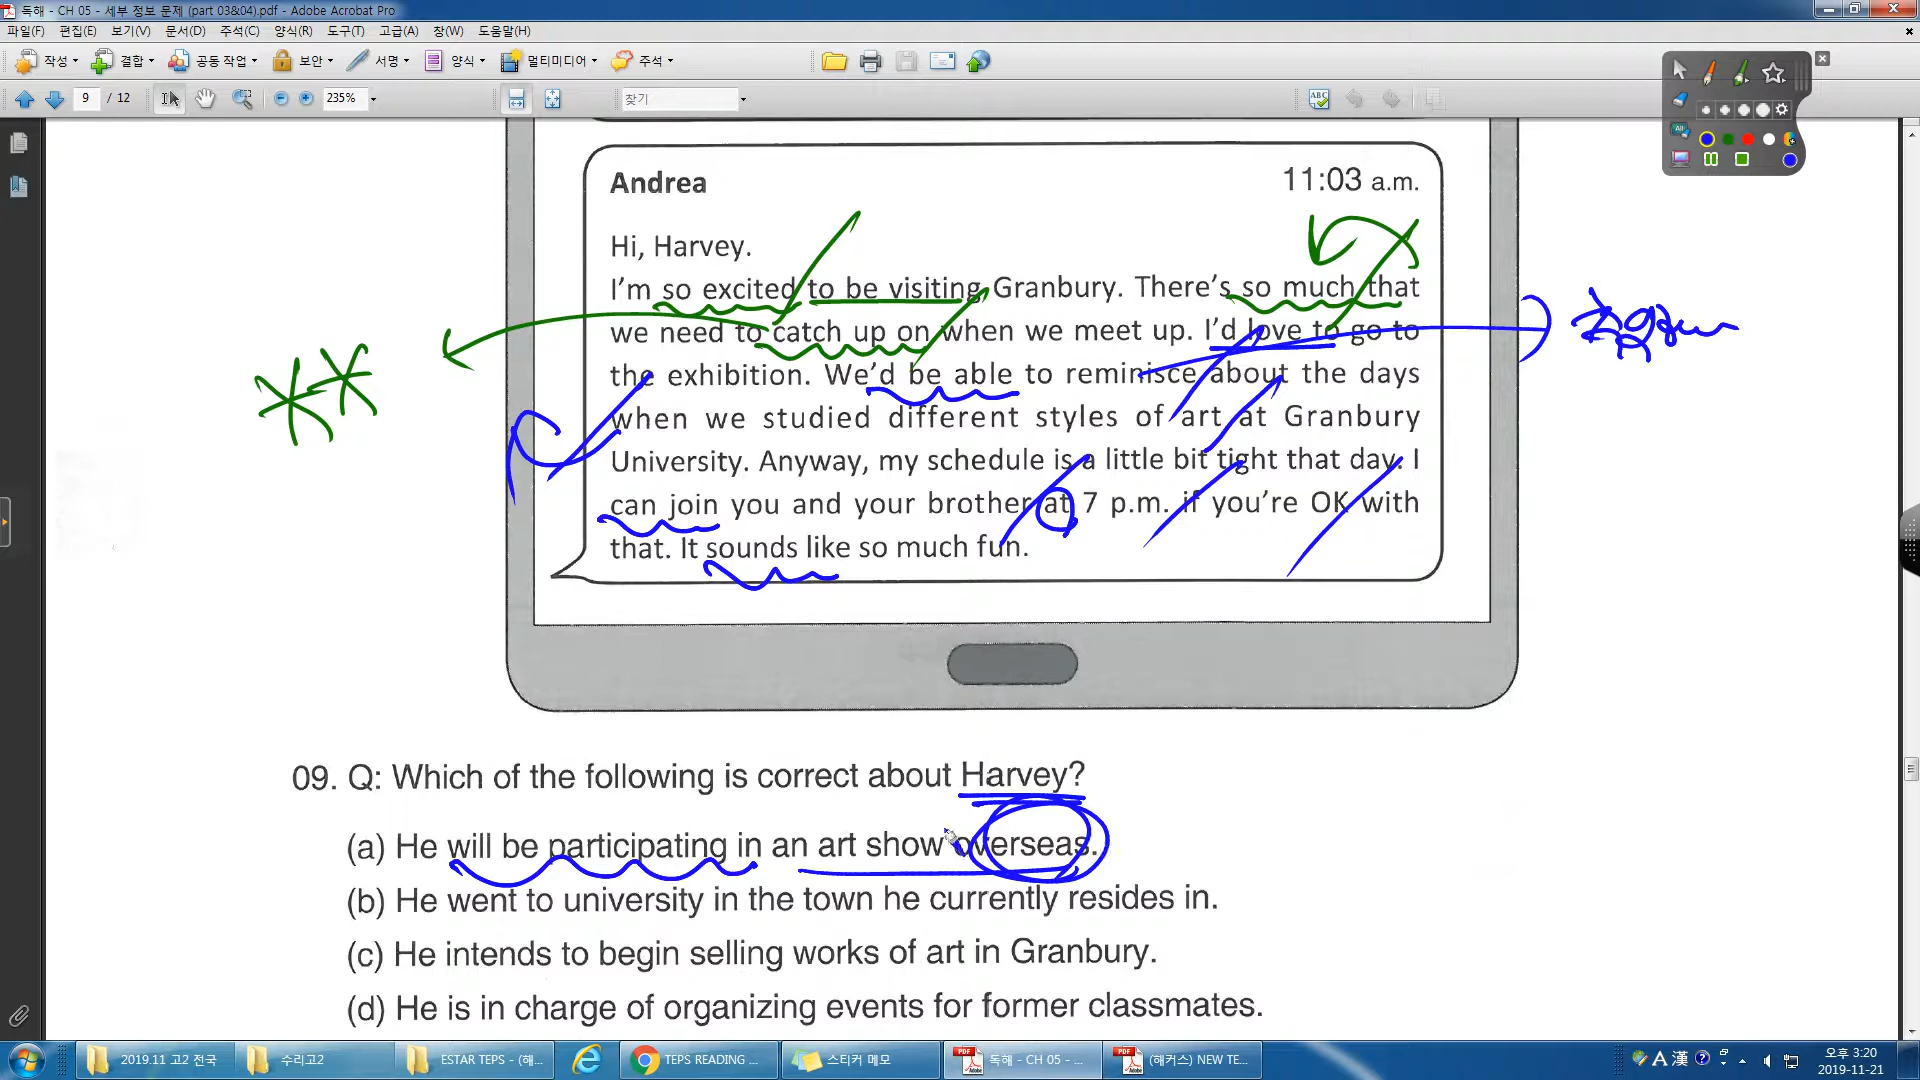 독해 - CH 05 - 세부 정보 문제 (part 03&04).pdf - Adobe Acrobat Pro
파일(F) 편집(E) 보기(V) 문서(D) 주석(C) 양식(R) 도구(T) 고급(A) 창(W) 도움말(H)
작성 결합 공동 작업 보안 서명 양식 멀티미디어 주석
9 / 12 235% 찾기
Andrea 11:03 a.m.
Hi, Harvey.
I'm so excited to be visiting Granbury. There's so much that
we need to catch up on when we meet up. I'd love to go to
the exhibition. We'd be able to reminisce about the days
when we studied different styles of art at Granbury
University. Anyway, my schedule is a little bit tight that day. I
can join you and your brother at 7 p.m. if you're OK with
that. It sounds like so much fun.
09. Q: Which of the following is correct about Harvey?
(a) He will be participating in an art show overseas.
(b) He went to university in the town he currently resides in.
(c) He intends to begin selling works of art in Granbury.
(d) He is in charge of organizing events for former classmates.
2019.11 고2 전국 수리고2 ESTAR TEPS - (해... TEPS READING ... 스티커 메모 독해 - CH 05 - ... (해커스) NEW TE...
A 漢
오후 3:20
2019-11-21